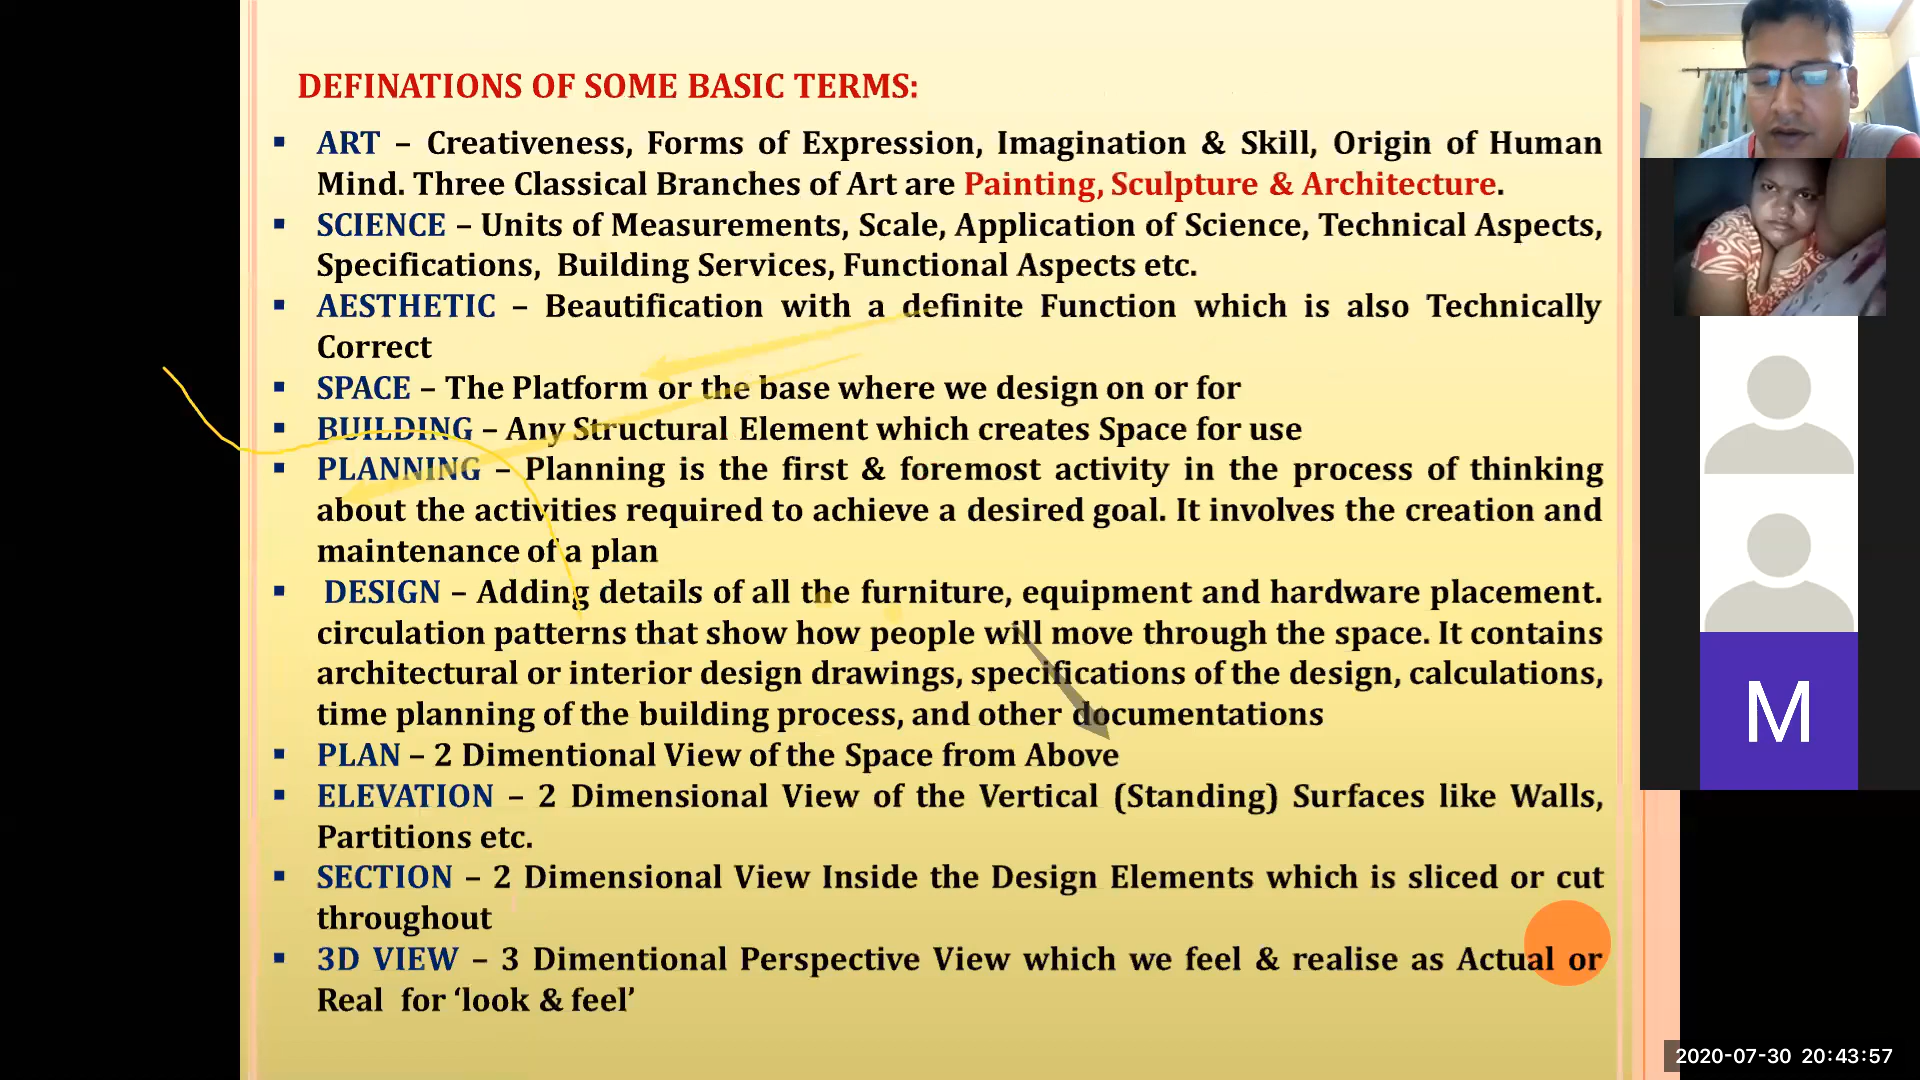 DEFINATIONS OF SOME BASIC TERMS:
▪ ART – Creativeness, Forms of Expression, Imagination & Skill, Origin of Human
Mind. Three Classical Branches of Art are Painting, Sculpture & Architecture.
▪ SCIENCE – Units of Measurements, Scale, Application of Science, Technical Aspects,
Specifications, Building Services, Functional Aspects etc.
▪ AESTHETIC – Beautification with a definite Function which is also Technically
Correct
▪ SPACE – The Platform or the base where we design on or for
▪ BUILDING – Any Structural Element which creates Space for use
▪ PLANNING – Planning is the first & foremost activity in the process of thinking
about the activities required to achieve a desired goal. It involves the creation and
maintenance of a plan
▪ DESIGN – Adding details of all the furniture, equipment and hardware placement.
circulation patterns that show how people will move through the space. It contains
architectural or interior design drawings, specifications of the design, calculations,
time planning of the building process, and other documentations
▪ PLAN – 2 Dimentional View of the Space from Above
▪ ELEVATION – 2 Dimensional View of the Vertical (Standing) Surfaces like Walls,
Partitions etc.
▪ SECTION – 2 Dimensional View Inside the Design Elements which is sliced or cut
throughout
▪ 3D VIEW – 3 Dimentional Perspective View which we feel & realise as Actual or
Real for ‘look & feel’
M
2020-07-30 20:43:57